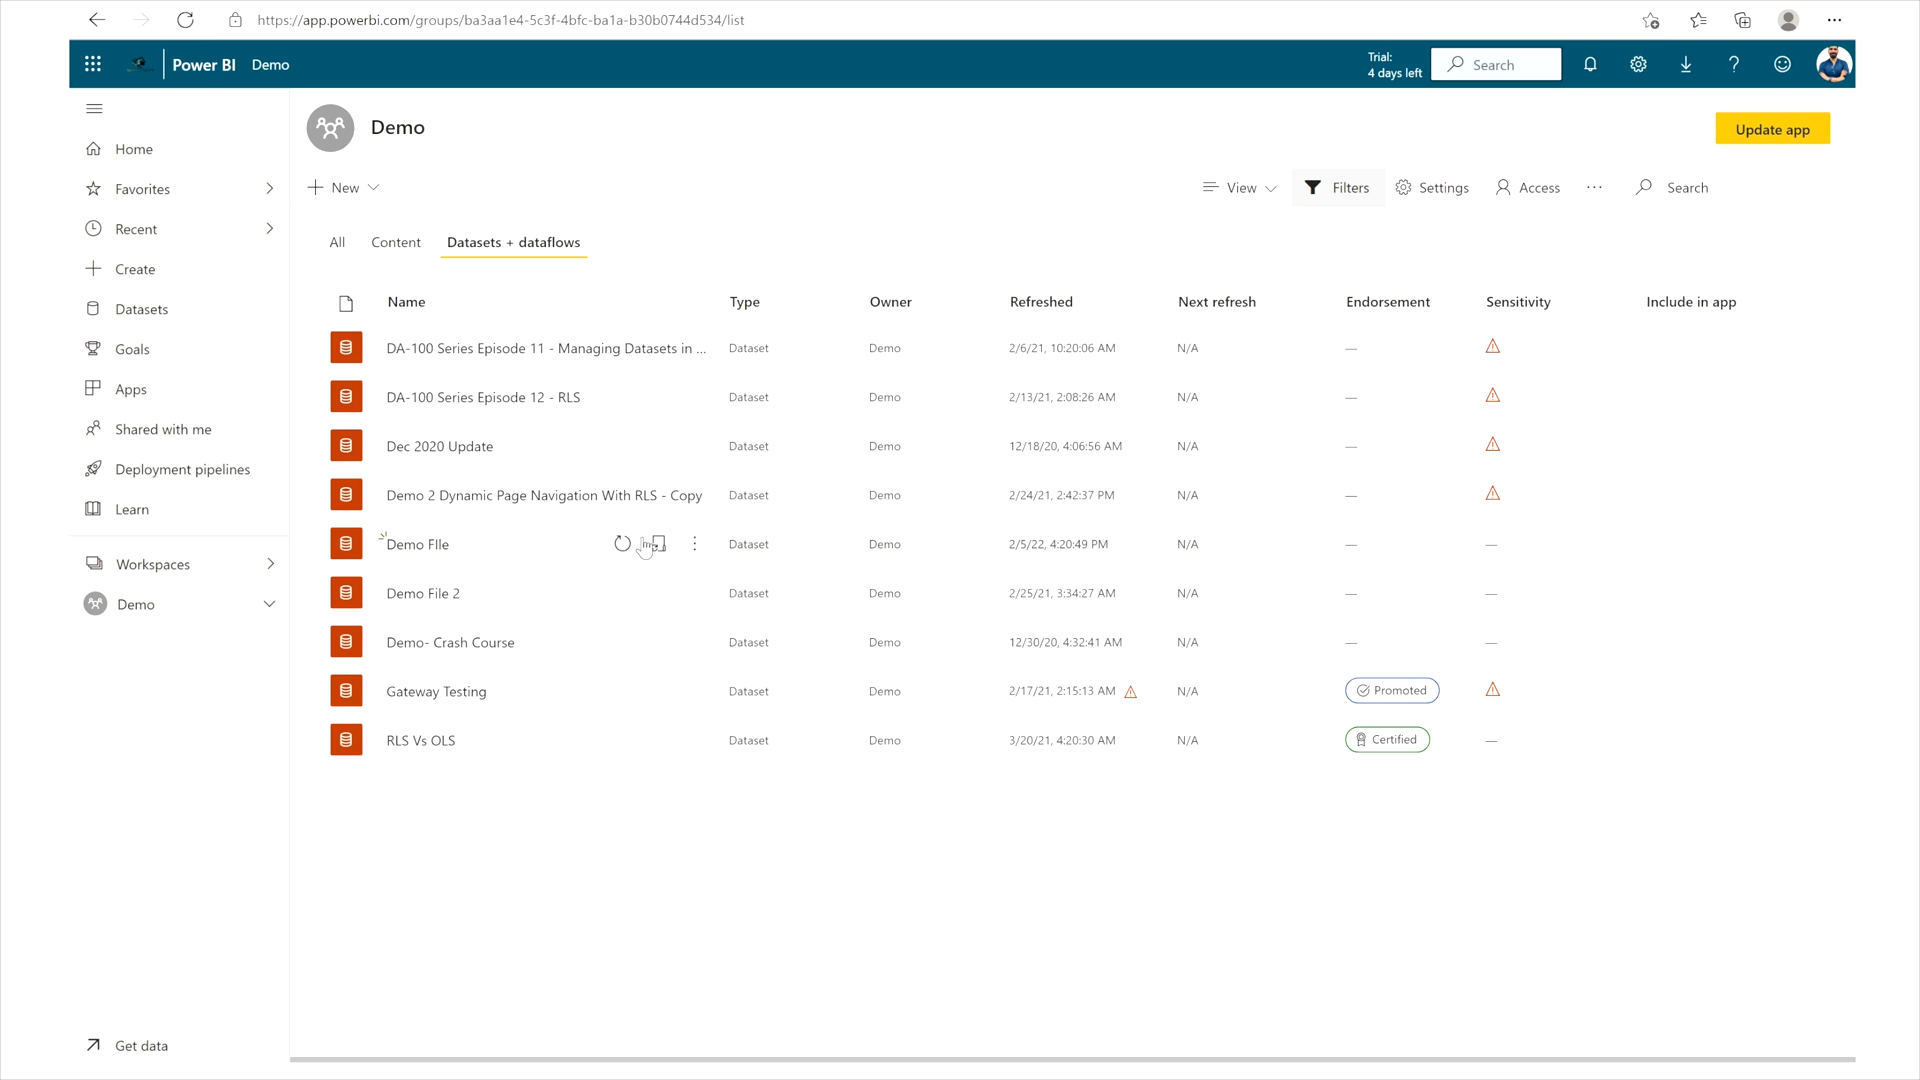 https://app.powerbi.com/groups/ba3aa1e4-5c3f-4bfc-ba1a-b30b0744d534/list
Power BI Demo
Trial:
4 days left
Search
Home
Favorites
Recent
Create
Datasets
Goals
Apps
Shared with me
Deployment pipelines
Learn
Workspaces
Demo
Get data
Demo
Update app
New
View
Filters
Settings
Access
Search
All Content Datasets + dataflows
Name Type Owner Refreshed Next refresh Endorsement Sensitivity Include in app
DA-100 Series Episode 11 - Managing Datasets in ... Dataset Demo 2/6/21, 10:20:06 AM N/A —
DA-100 Series Episode 12 - RLS Dataset Demo 2/13/21, 2:08:26 AM N/A —
Dec 2020 Update Dataset Demo 12/18/20, 4:06:56 AM N/A —
Demo 2 Dynamic Page Navigation With RLS - Copy Dataset Demo 2/24/21, 2:42:37 PM N/A —
Demo FIle Dataset Demo 2/5/22, 4:20:49 PM N/A — —
Demo File 2 Dataset Demo 2/25/21, 3:34:27 AM N/A — —
Demo- Crash Course Dataset Demo 12/30/20, 4:32:41 AM N/A — —
Gateway Testing Dataset Demo 2/17/21, 2:15:13 AM N/A Promoted
RLS Vs OLS Dataset Demo 3/20/21, 4:20:30 AM N/A Certified —